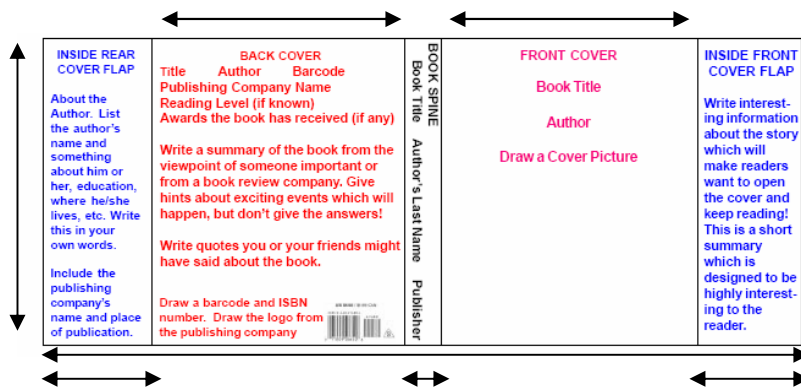 INSIDE REAR
COVER FLAP
About the
Author. List
the author's
name and
something
about him or
her, education,
where he/she
lives, etc. Write
this in your
own words.
Include the
publishing
company's
name and place
of publication.
BACK COVER
Title Author Barcode
Publishing Company Name
Reading Level (if known)
Awards the book has received (if any)
Write a summary of the book from the
viewpoint of someone important or
from a book review company. Give
hints about exciting events which will
happen, but don't give the answers!
Write quotes you or your friends might
have said about the book.
Draw a barcode and ISBN
number. Draw the logo from
the publishing company
BOOK SPINE
Book Title Author's Last Name Publisher
FRONT COVER
Book Title
Author
Draw a Cover Picture
INSIDE FRONT
COVER FLAP
Write interest-
ing information
about the story
which will
make readers
want to open
the cover and
keep reading!
This is a short
summary
which is
designed to be
highly interest-
ing to the
reader.